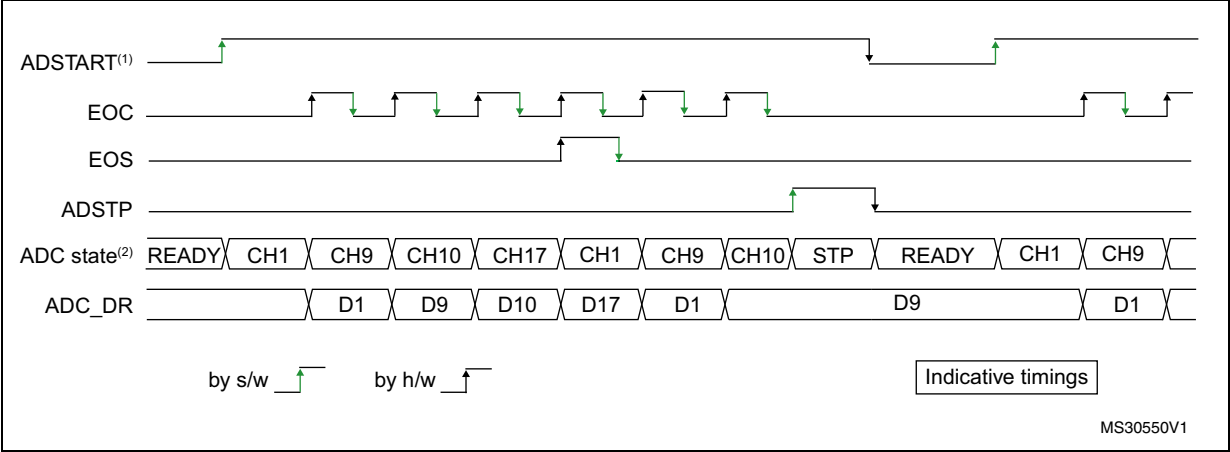 ADSTART(1)
EOC
EOS
ADSTP
ADC state(2) READY CH1 CH9 CH10 CH17 CH1 CH9 CH10 STP READY CH1 CH9
ADC_DR D1 D9 D10 D17 D1 D9 D1
by s/w by h/w Indicative timings
MS30550V1